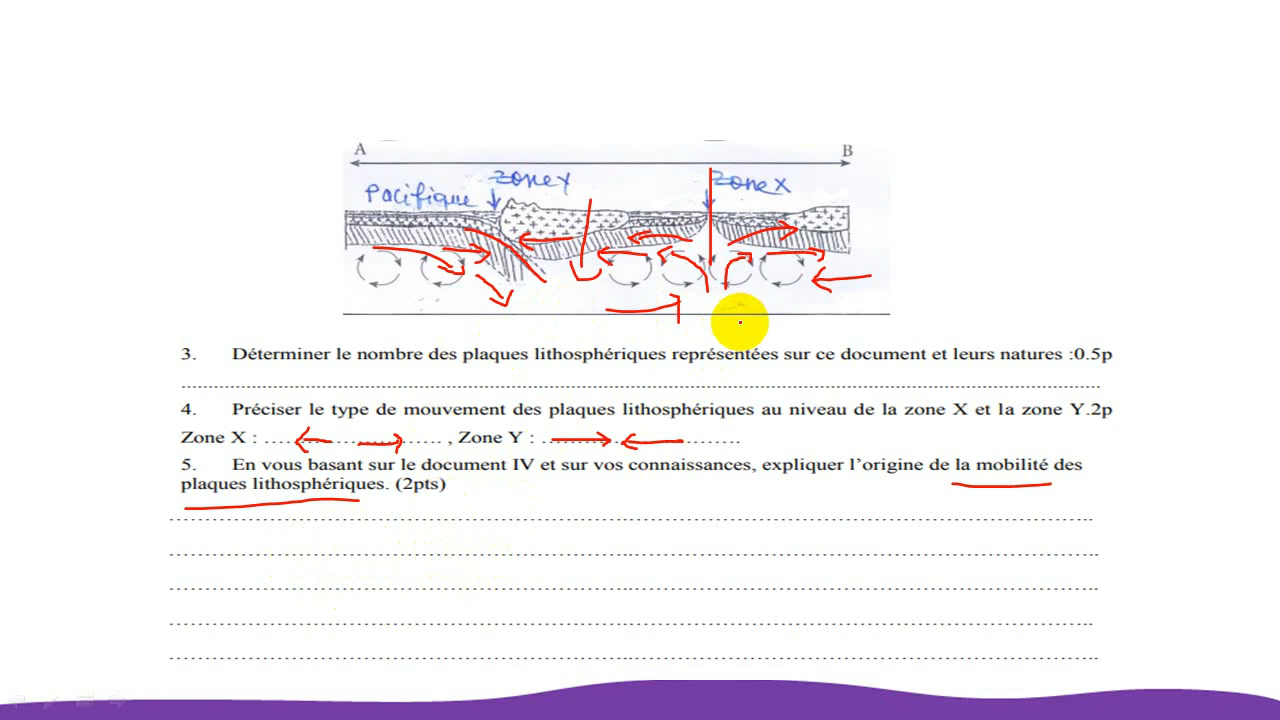 A B
zone Y zone X
Pacifique
3. Déterminer le nombre des plaques lithosphériques représentées sur ce document et leurs natures :0.5p
4. Préciser le type de mouvement des plaques lithosphériques au niveau de la zone X et la zone Y.2p
Zone X : .... ................., Zone Y : ..............................
5. En vous basant sur le document IV et sur vos connaissances, expliquer l’origine de la mobilité des
plaques lithosphériques. (2pts)